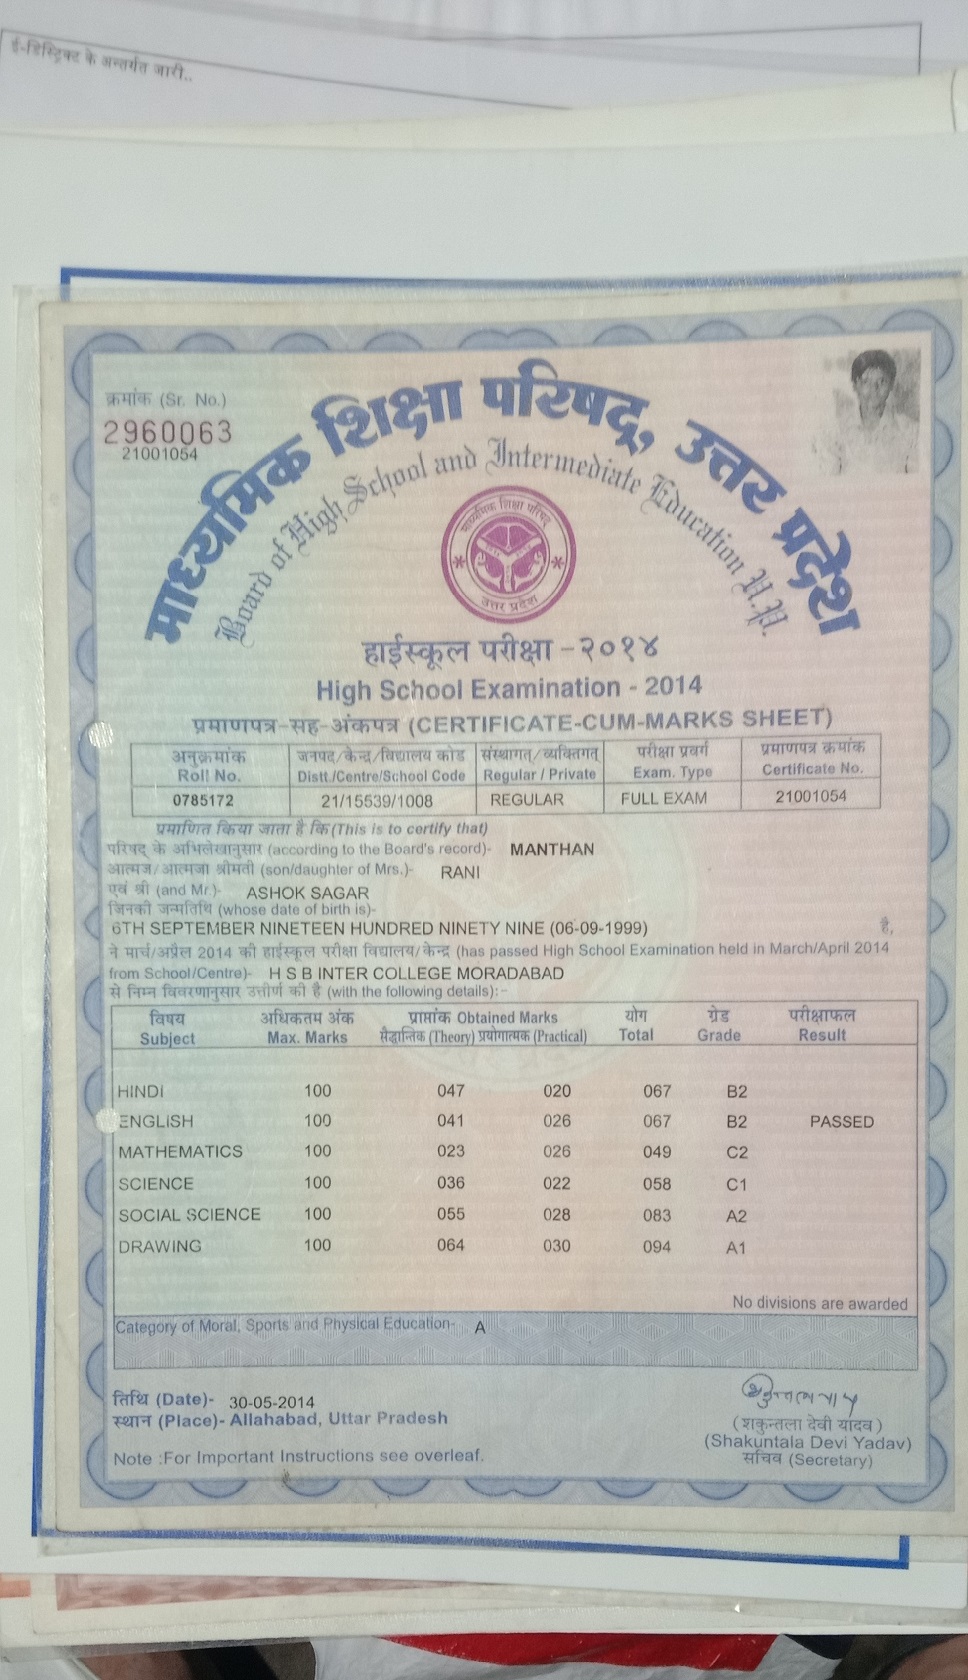 ई-डिस्ट्रिक्ट के अन्तर्गत जारी..
क्रमांक (Sr. No.)
2960063
21001054
माध्यमिक शिक्षा परिषद्, उत्तर प्रदेश
Board of High School and Intermediate Education U.P.
माध्यमिक शिक्षा परिषद्
उत्तर प्रदेश
हाईस्कूल परीक्षा - २०१४
High School Examination - 2014
प्रमाणपत्र-सह-अंकपत्र (CERTIFICATE-CUM-MARKS SHEET)
अनुक्रमांक जनपद/केन्द्र/विद्यालय कोड संस्थागत/व्यक्तिगत् परीक्षा प्रवर्ग प्रमाणपत्र क्रमांक
Roll No. Distt./Centre/School Code Regular / Private Exam. Type Certificate No.
0785172 21/15539/1008 REGULAR FULL EXAM 21001054
प्रमाणित किया जाता है कि (This is to certify that)
परिषद के अभिलेखानुसार (according to the Board's record)- MANTHAN
आत्मज/आत्मजा श्रीमती (son/daughter of Mrs.)- RANI
एवं श्री (and Mr.)- ASHOK SAGAR
जिनकी जन्मतिथि (whose date of birth is)-
6TH SEPTEMBER NINETEEN HUNDRED NINETY NINE (06-09-1999) है,
ने मार्च/अप्रैल 2014 की हाईस्कूल परीक्षा विद्यालय/केन्द्र (has passed High School Examination held in March/April 2014
from School/Centre)- H S B INTER COLLEGE MORADABAD
से निम्न विवरणानुसार उत्तीर्ण की है (with the following details):-
विषय अधिकतम अंक प्राप्तांक Obtained Marks योग ग्रेड परीक्षाफल
Subject Max. Marks सैद्धान्तिक (Theory) प्रयोगात्मक (Practical) Total Grade Result
HINDI 100 047 020 067 B2
ENGLISH 100 041 026 067 B2 PASSED
MATHEMATICS 100 023 026 049 C2
SCIENCE 100 036 022 058 C1
SOCIAL SCIENCE 100 055 028 083 A2
DRAWING 100 064 030 094 A1
No divisions are awarded
Category of Moral, Sports and Physical Education- A
तिथि (Date)- 30-05-2014
स्थान (Place)- Allahabad, Uttar Pradesh
(शकुन्तला देवी यादव)
(Shakuntala Devi Yadav)
सचिव (Secretary)
Note :For Important Instructions see overleaf.